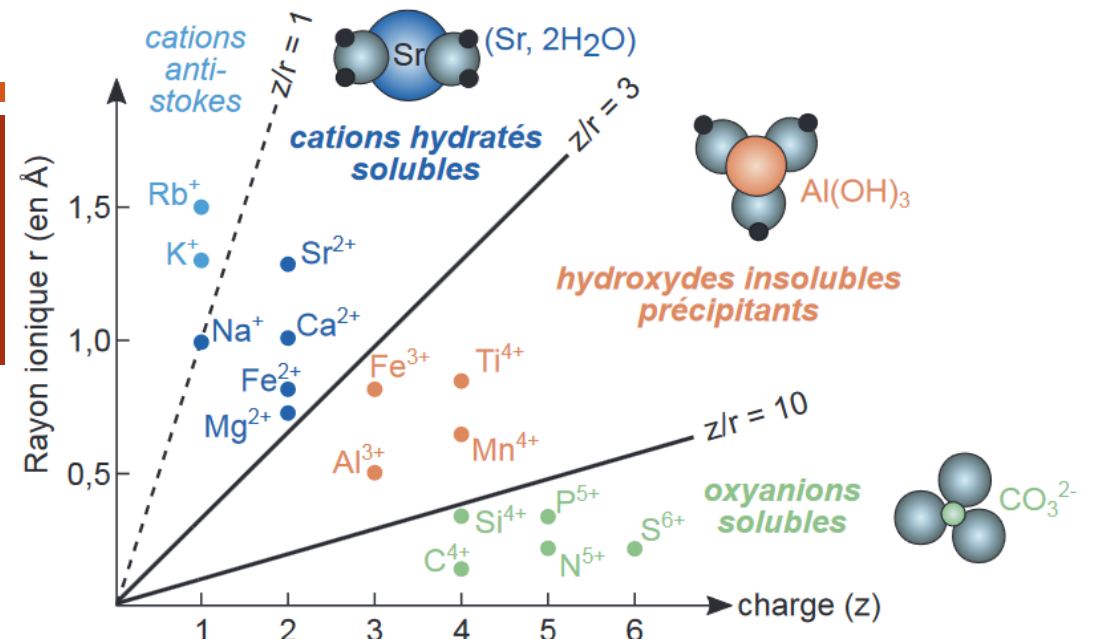 cations
anti-
stokes
z/r = 1
Sr
(Sr, 2H₂O)
cations hydratés
solubles
z/r = 3
Al(OH)₃
hydroxydes insolubles
précipitants
Rayon ionique r (en Å)
1,5
1,0
0,5
Rb⁺
K⁺
Na⁺
Sr²⁺
Ca²⁺
Fe²⁺
Mg²⁺
Fe³⁺
Al³⁺
Ti⁴⁺
Mn⁴⁺
z/r = 10
oxyanions
solubles
CO₃²⁻
Si⁴⁺
P⁵⁺
C⁴⁺
N⁵⁺
S⁶⁺
1 2 3 4 5 6
charge (z)